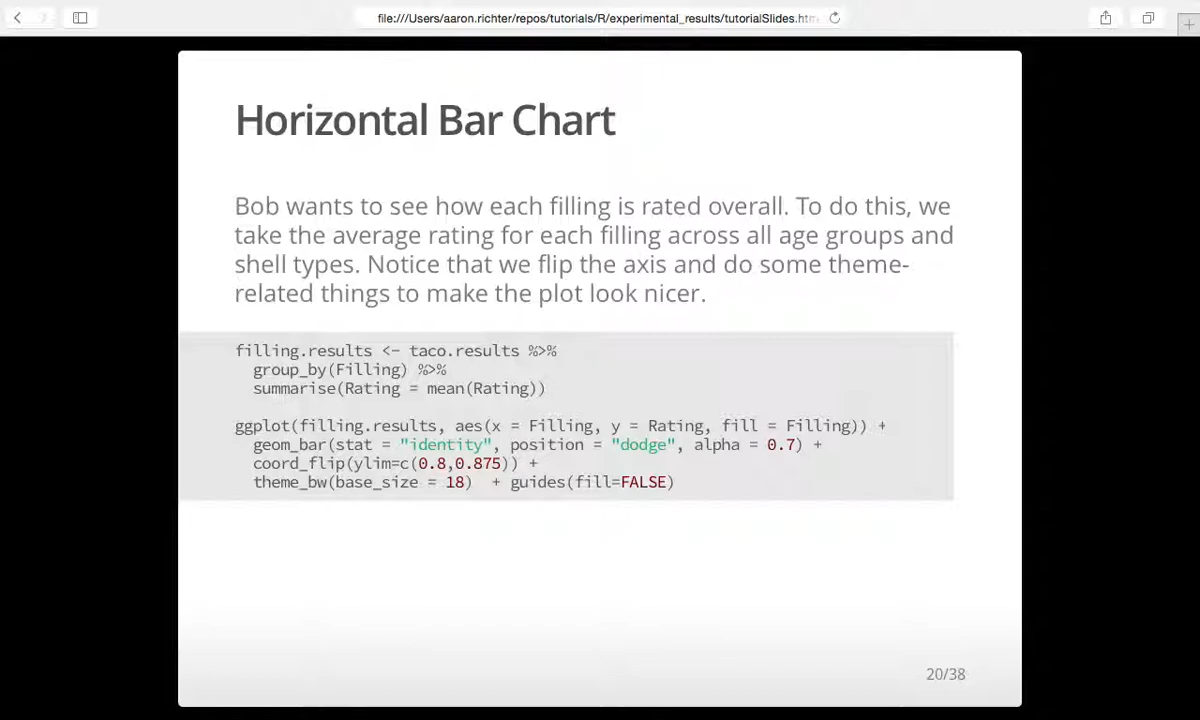 file:///Users/aaron.richter/repos/tutorials/R/experimental_results/tutorialSlides.htm
Horizontal Bar Chart
Bob wants to see how each filling is rated overall. To do this, we
take the average rating for each filling across all age groups and
shell types. Notice that we flip the axis and do some theme-
related things to make the plot look nicer.
filling.results <- taco.results %>%
group_by(Filling) %>%
summarise(Rating = mean(Rating))
ggplot(filling.results, aes(x = Filling, y = Rating, fill = Filling)) +
geom_bar(stat = "identity", position = "dodge", alpha = 0.7) +
coord_flip(ylim=c(0.8,0.875)) +
theme_bw(base_size = 18)  + guides(fill=FALSE)
20/38